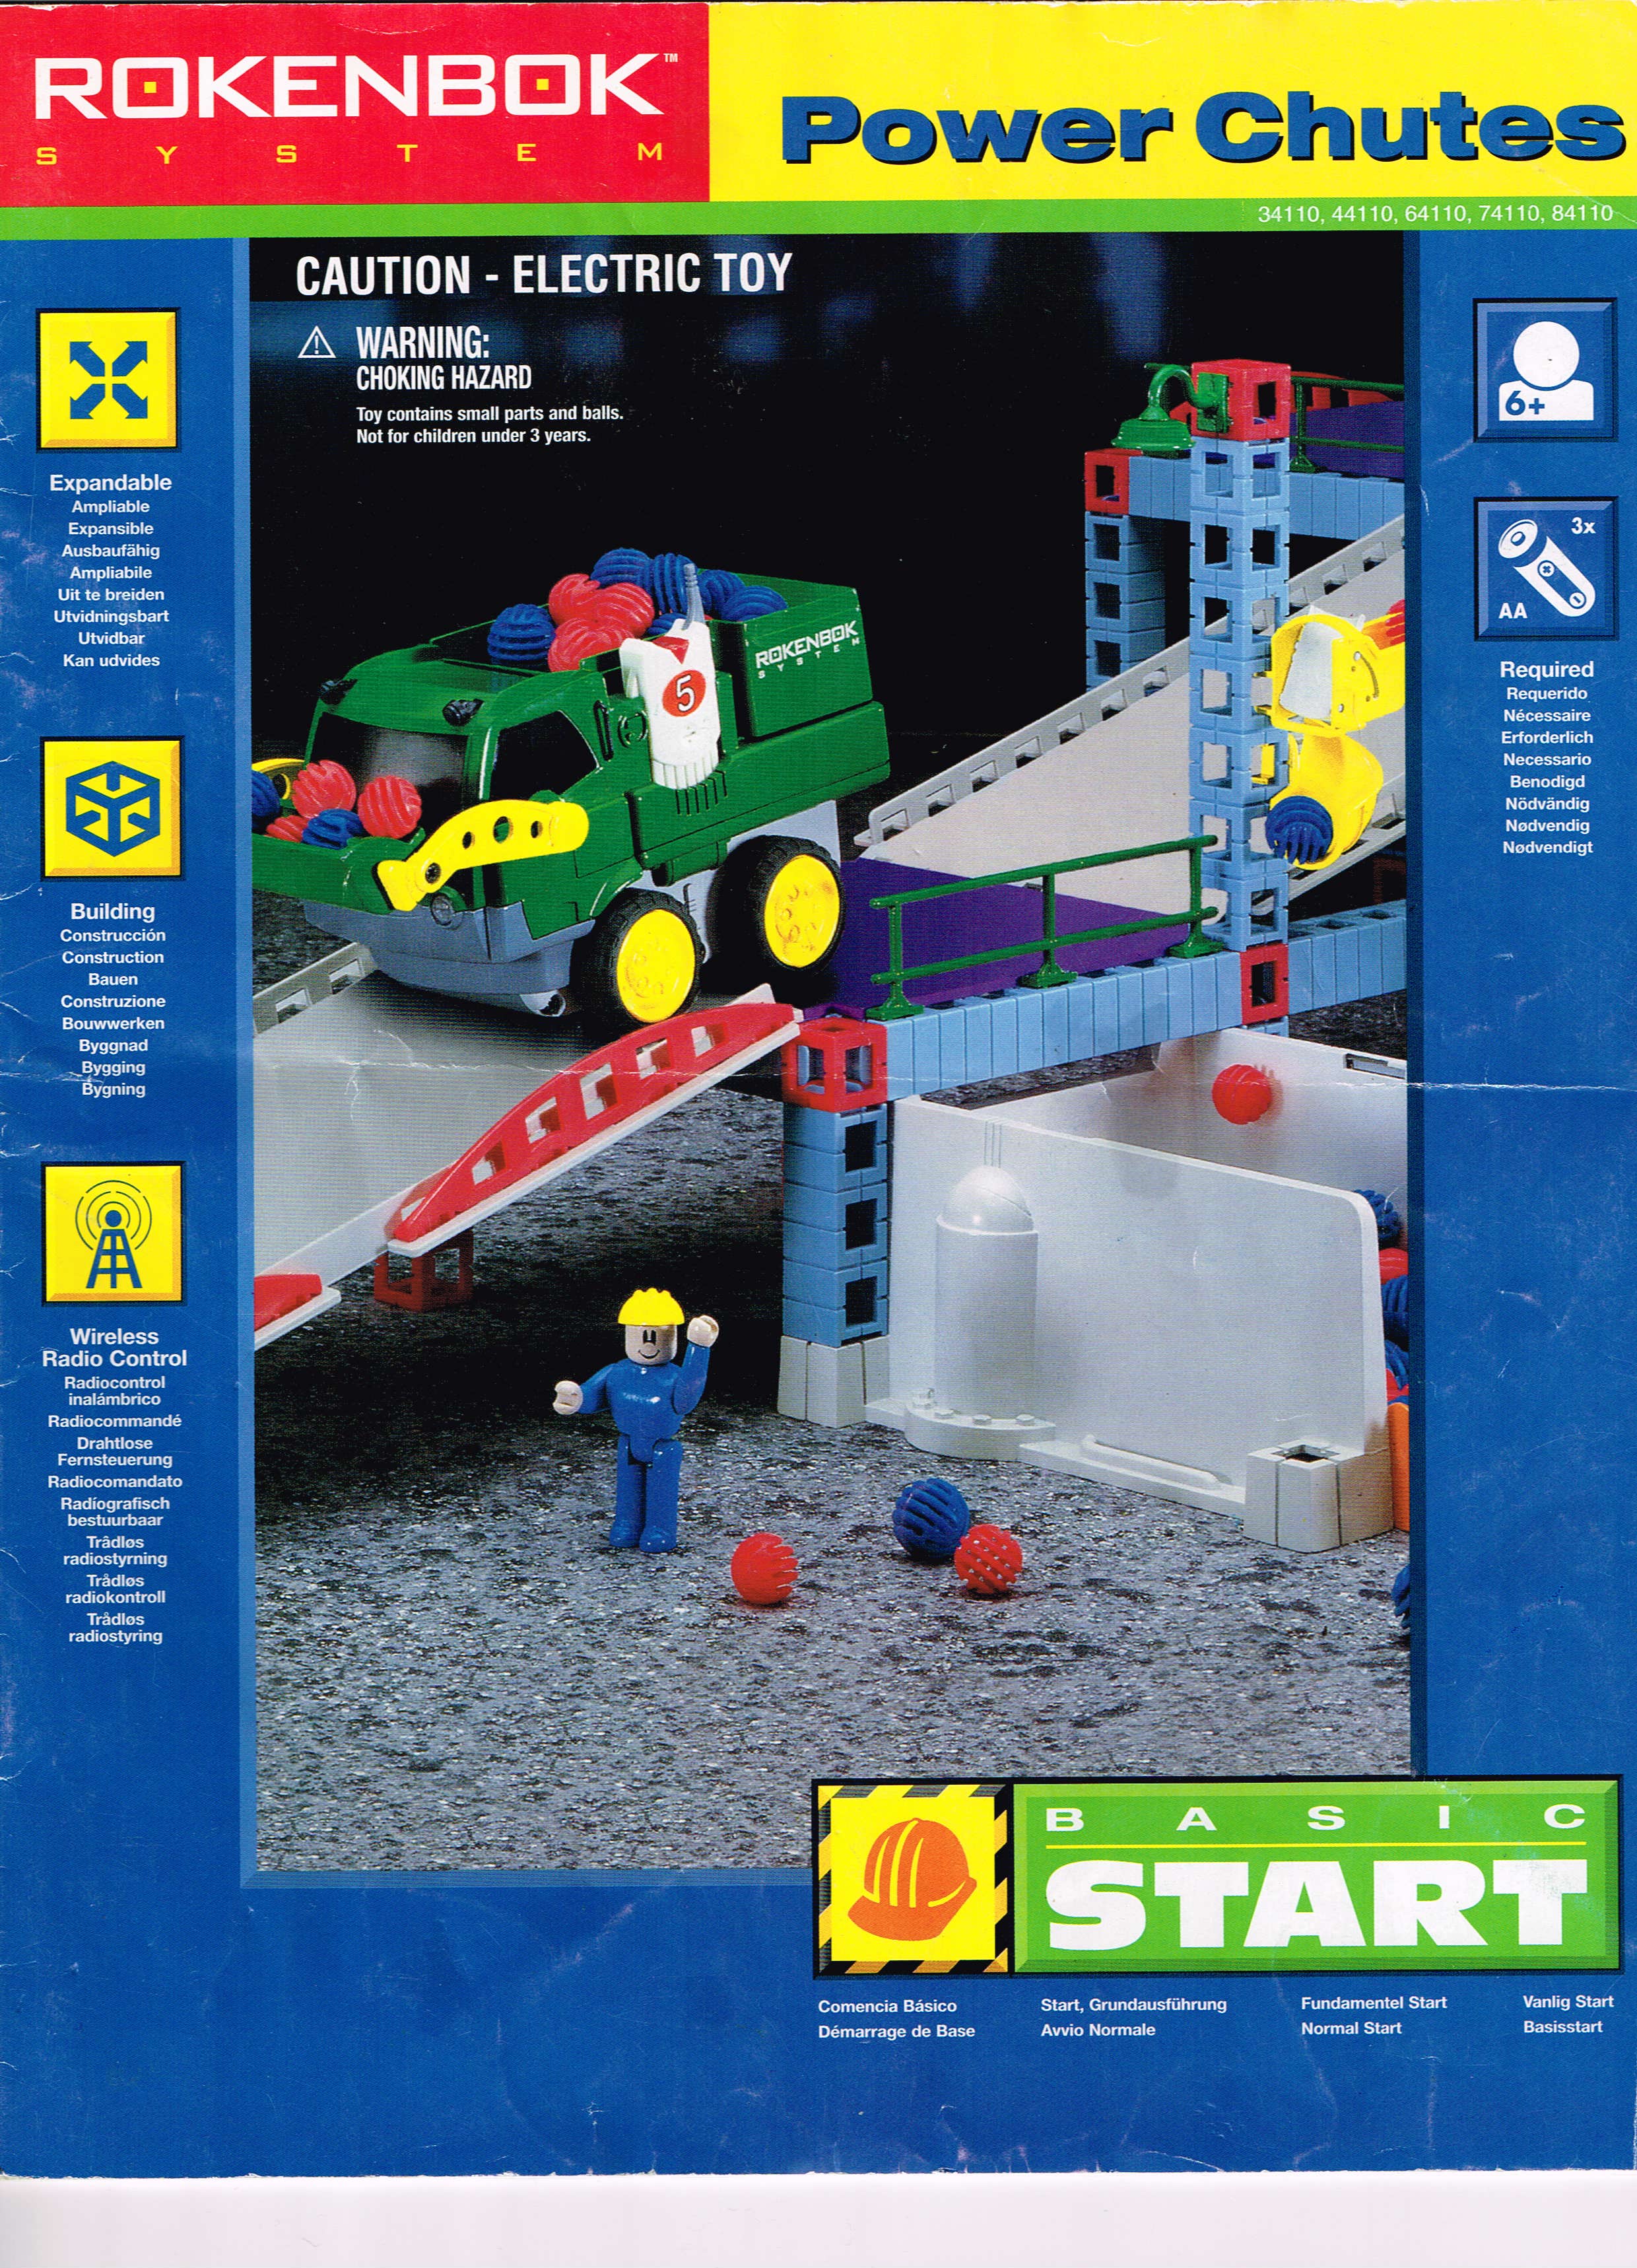 ROKENBOK™
SYSTEM
Power Chutes
34110, 44110, 64110, 74110, 84110
CAUTION - ELECTRIC TOY
WARNING:
CHOKING HAZARD
Toy contains small parts and balls.
Not for children under 3 years.
Expandable
Ampliable
Expansible
Ausbaufähig
Ampliabile
Uit te breiden
Utvidningsbart
Utvidbar
Kan udvides
Building
Construcción
Construction
Bauen
Construzione
Bouwwerken
Byggnad
Bygging
Bygning
Wireless
Radio Control
Radiocontrol
inalámbrico
Radiocommandé
Drahtlose
Fernsteuerung
Radiocomandato
Radíografisch
bestuurbaar
Trådløs
radiostyrning
Trådløs
radiokontroll
Trådløs
radiostyring
ROKENBOK
SYSTEM
5
6+
3x
AA
Required
Requerido
Nécessaire
Erforderlich
Necessario
Benodigd
Nödvändig
Nødvendig
Nødvendigt
BASIC
START
Comencia Básico
Démarrage de Base
Start, Grundausführung
Avvio Normale
Fundamentel Start
Normal Start
Vanlig Start
Basisstart